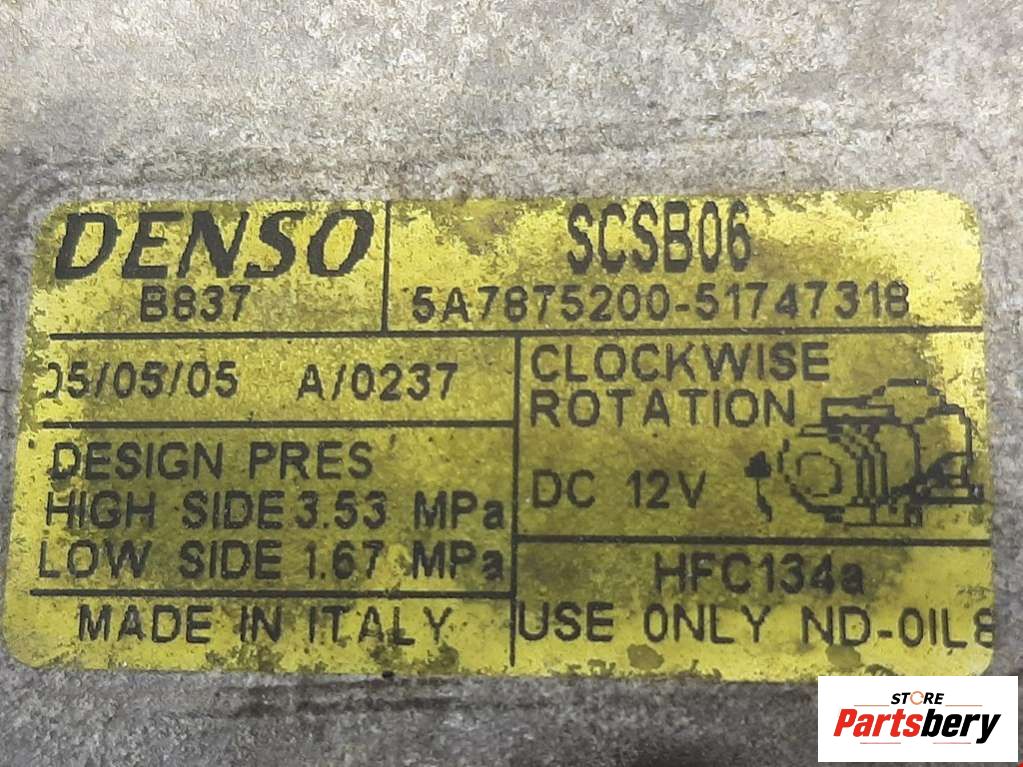 DENSO
B837
SCSB06
5A7875200-51747318
05/05/05 A/0237
DESIGN PRES
HIGH SIDE 3.53 MPa
LOW SIDE 1.67 MPa
MADE IN ITALY
CLOCKWISE
ROTATION
DC 12V
HFC134a
USE ONLY ND-OIL8
STORE
Partsbery